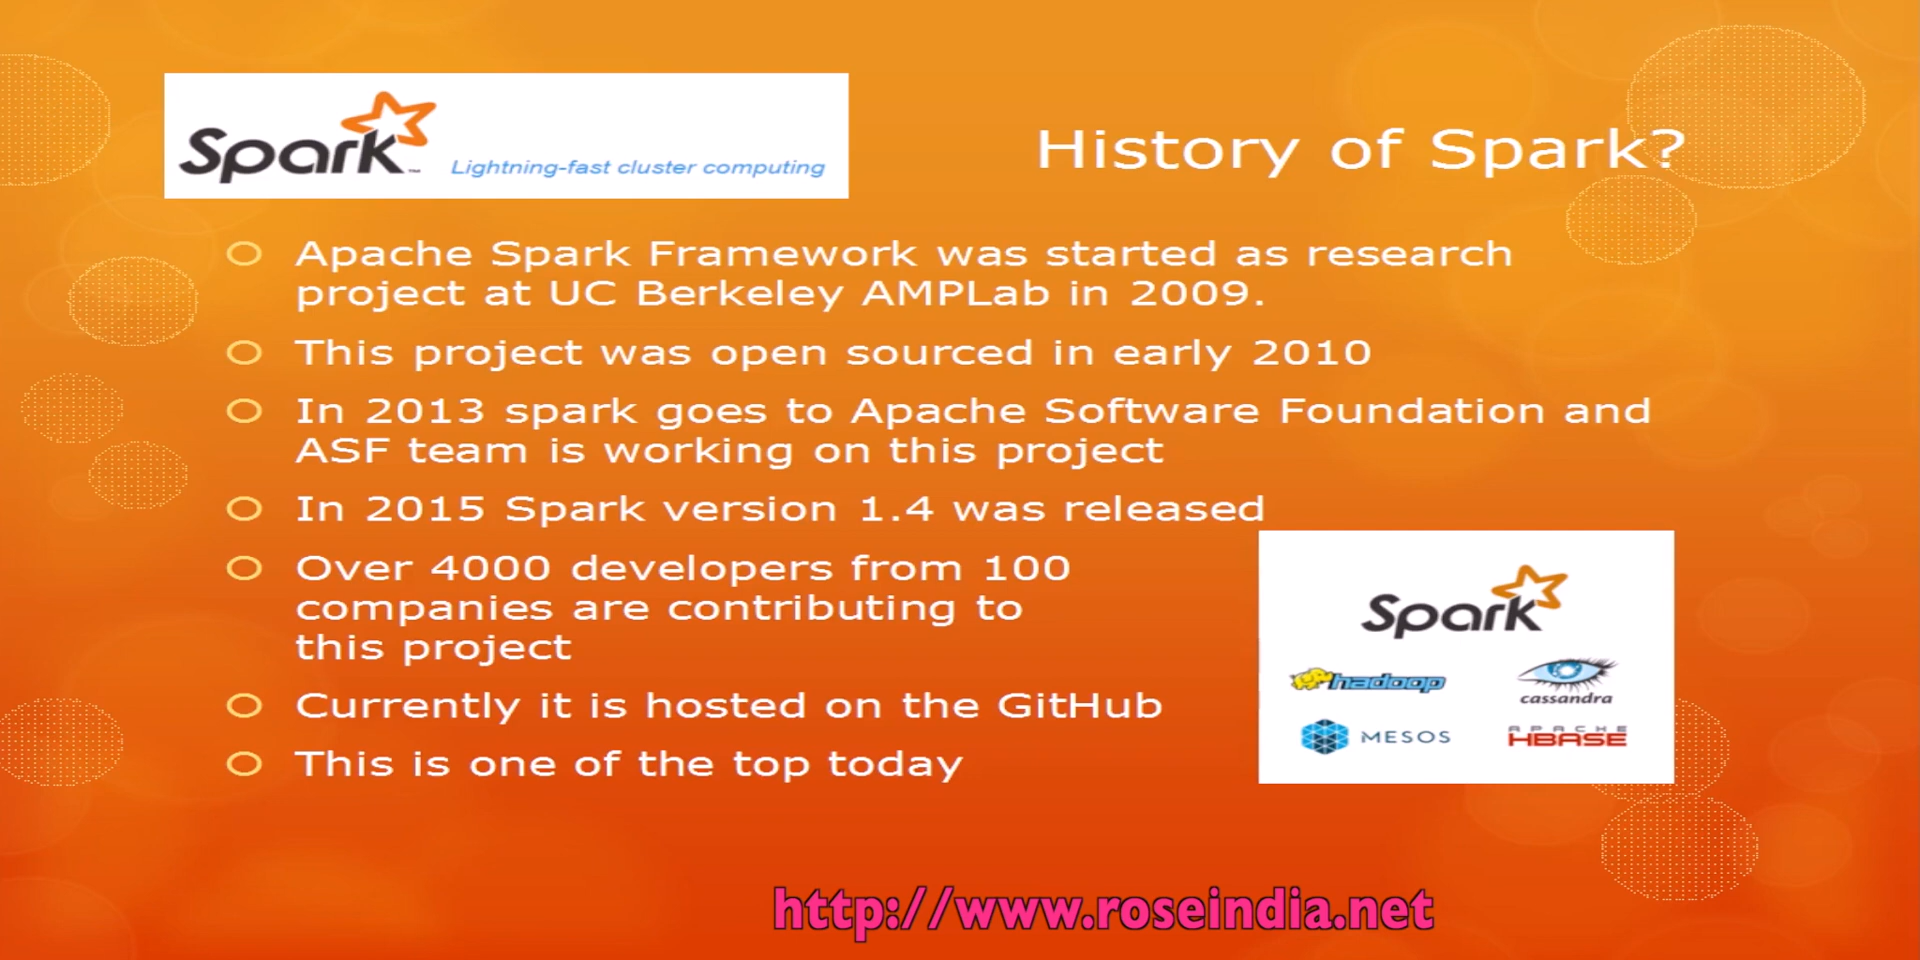 Spark™ Lightning-fast cluster computing
History of Spark?
Apache Spark Framework was started as research
project at UC Berkeley AMPLab in 2009.
This project was open sourced in early 2010
In 2013 spark goes to Apache Software Foundation and
ASF team is working on this project
In 2015 Spark version 1.4 was released
Over 4000 developers from 100
companies are contributing to
this project
Currently it is hosted on the GitHub
This is one of the top today
Spark
hadoop
cassandra
MESOS
APACHE
HBASE
http://www.roseindia.net